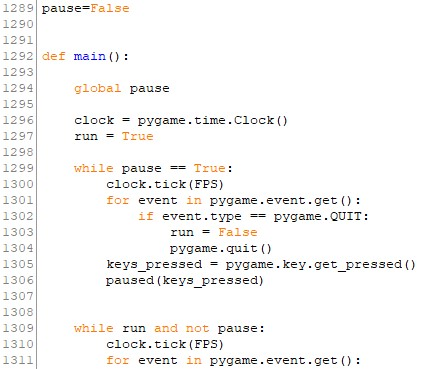 1289 pause=False
1290
1291
1292 def main():
1293
1294     global pause
1295
1296     clock = pygame.time.Clock()
1297     run = True
1298
1299     while pause == True:
1300         clock.tick(FPS)
1301         for event in pygame.event.get():
1302             if event.type == pygame.QUIT:
1303                 run = False
1304                 pygame.quit()
1305         keys_pressed = pygame.key.get_pressed()
1306         paused(keys_pressed)
1307
1308
1309     while run and not pause:
1310         clock.tick(FPS)
1311         for event in pygame.event.get():